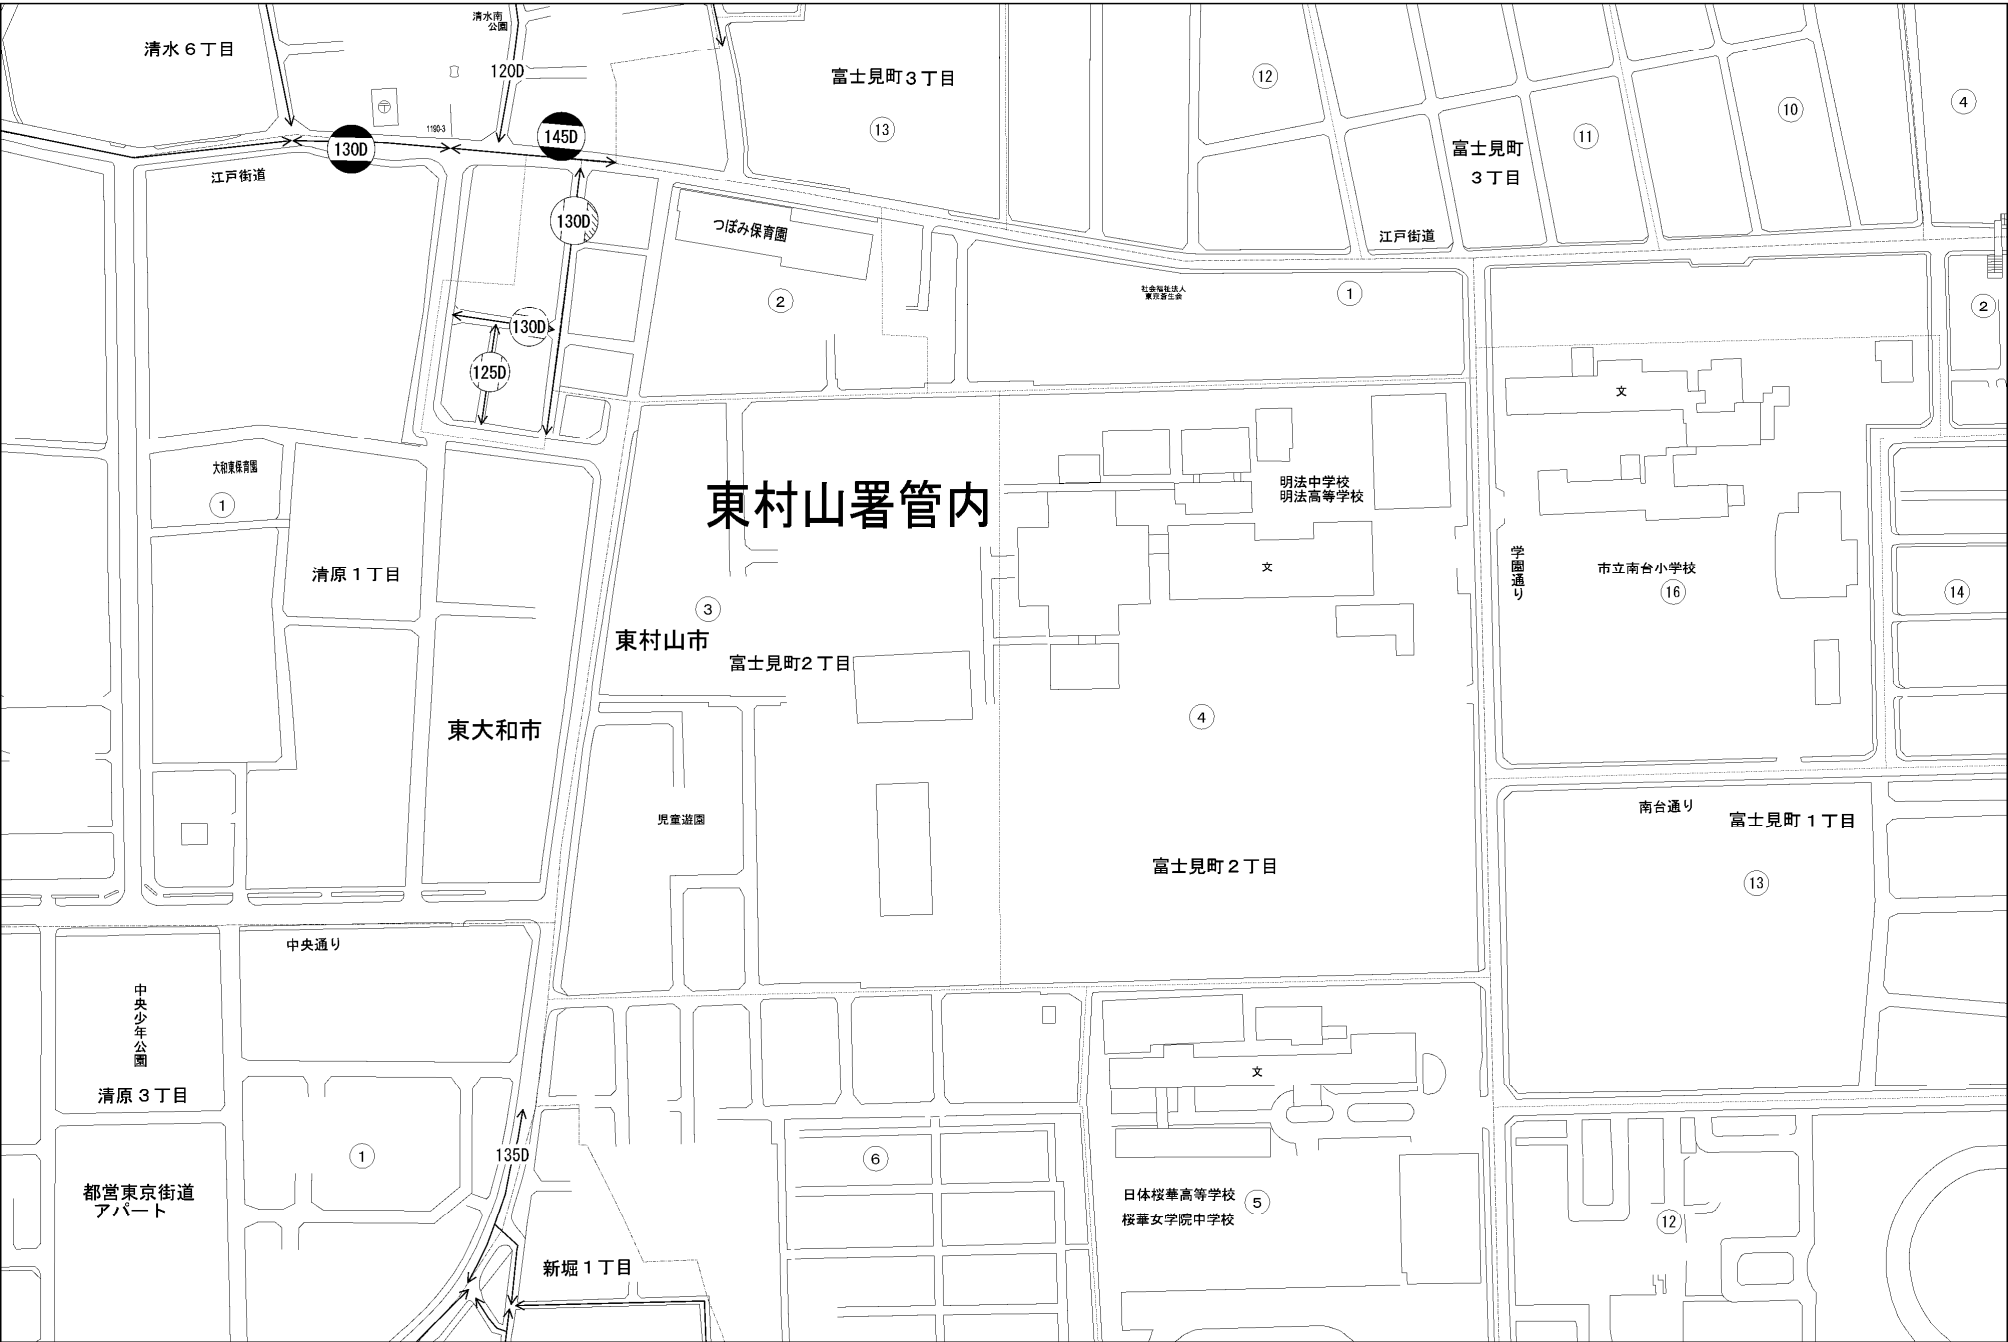 清水南
公園
清水６丁目
120D
富士見町３丁目
12
10
4
13
11
1190-3
145D
130D
富士見町
３丁目
江戸街道
130D
つぼみ保育園
江戸街道
2
社会福祉法人
東京蒼生会
1
2
130D
125D
文
大和東保育園
1
東村山署管内
明法中学校
明法高等学校
学園通り
文
市立南台小学校
16
14
清原１丁目
3
東村山市
富士見町２丁目
4
東大和市
児童遊園
南台通り
富士見町１丁目
富士見町２丁目
13
中央通り
中央少年公園
文
清原３丁目
1
135D
6
都営東京街道
アパート
日体桜華高等学校
桜華女学院中学校
5
12
新堀１丁目